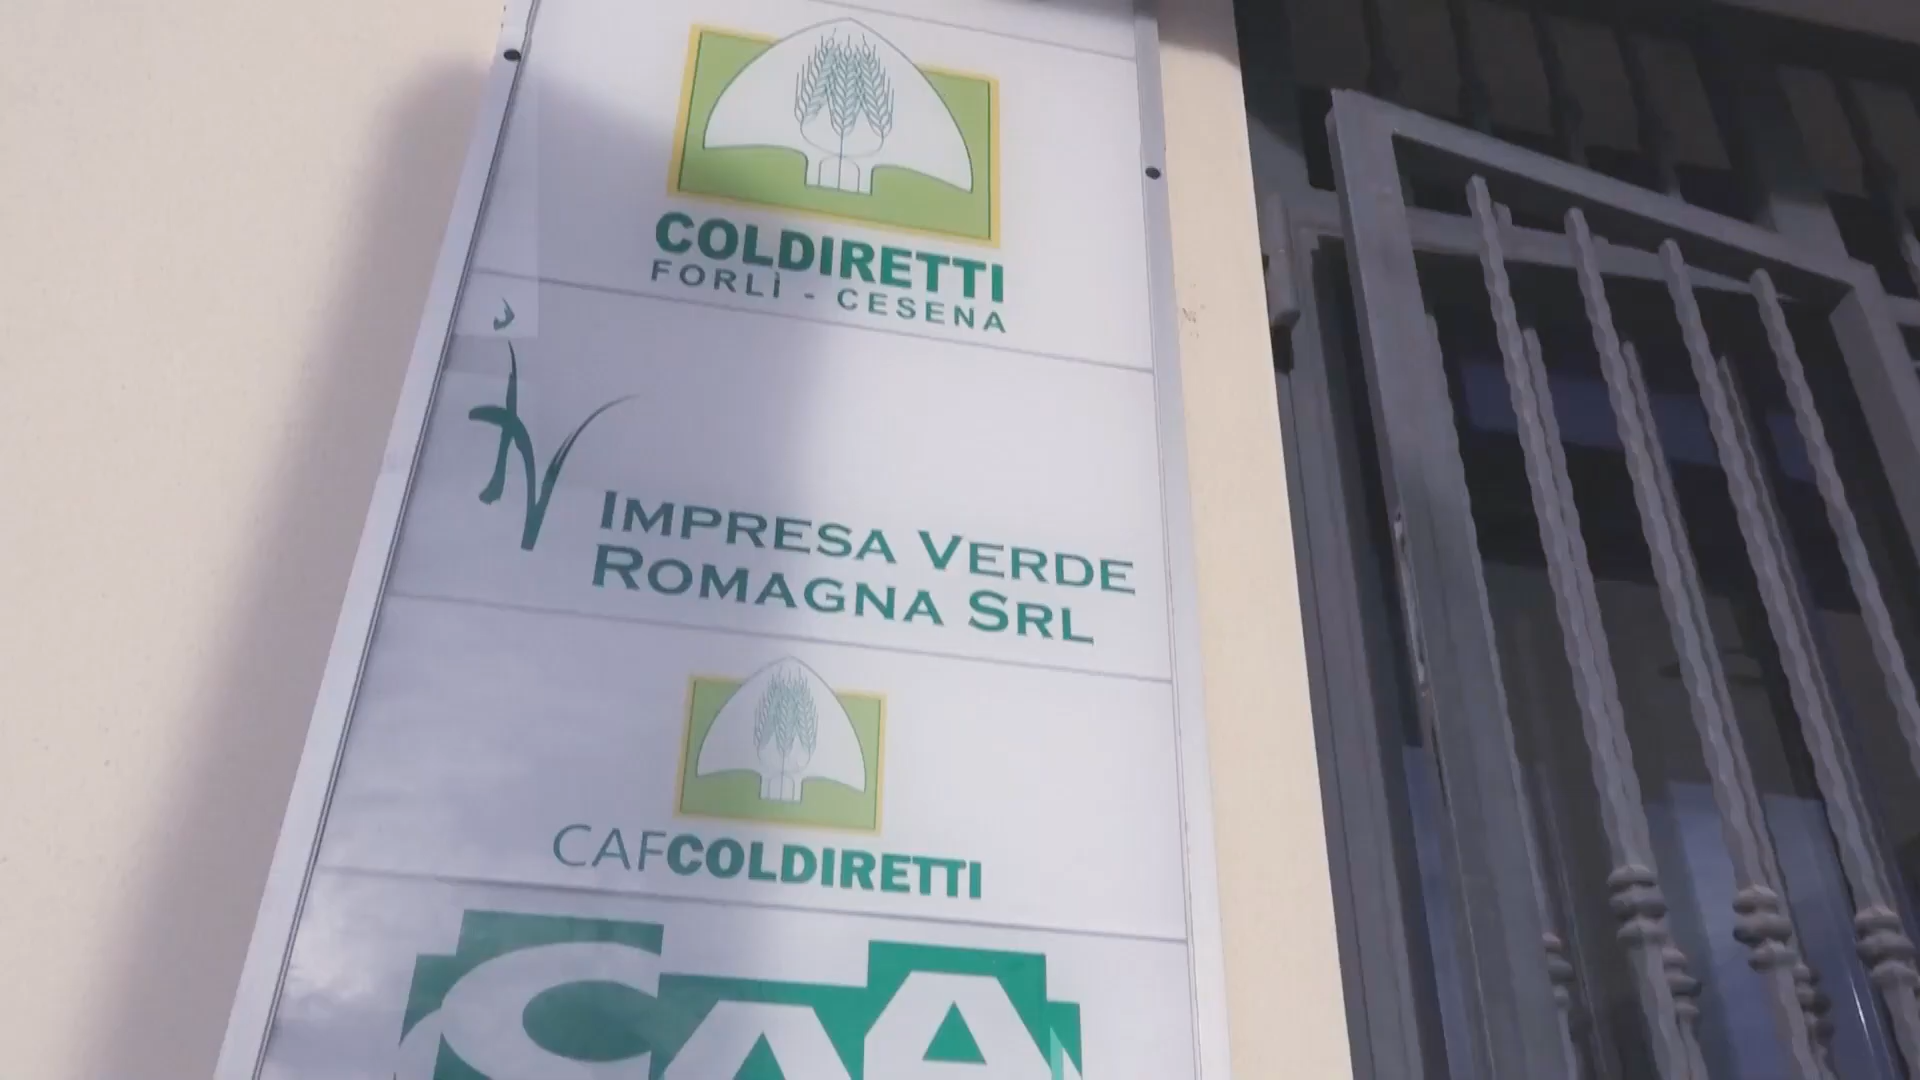 COLDIRETTI
FORLÌ - CESENA
IMPRESA VERDE
ROMAGNA SRL
CAFCOLDIRETTI
CAA